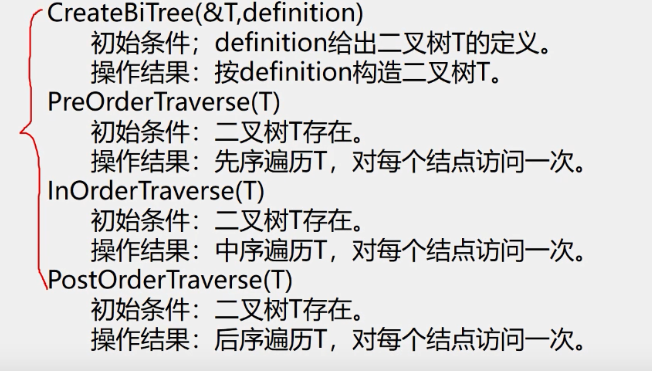 CreateBiTree(&T,definition)
初始条件；definition给出二叉树T的定义。
操作结果：按definition构造二叉树T。
PreOrderTraverse(T)
初始条件：二叉树T存在。
操作结果：先序遍历T，对每个结点访问一次。
InOrderTraverse(T)
初始条件：二叉树T存在。
操作结果：中序遍历T，对每个结点访问一次。
PostOrderTraverse(T)
初始条件：二叉树T存在。
操作结果：后序遍历T，对每个结点访问一次。